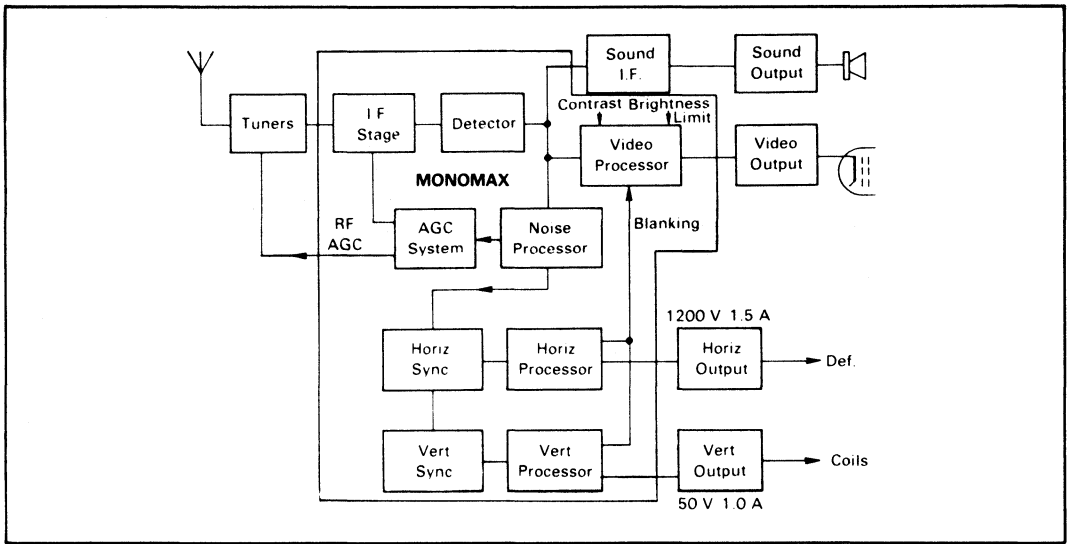 Sound
I.F.
Sound
Output
Tuners
I F
Stage
Detector
Contrast Brightness
Limit
Video
Processor
Video
Output
MONOMAX
RF
AGC
AGC
System
Noise
Processor
Blanking
1200 V 1.5 A
Horiz
Sync
Horiz
Processor
Horiz
Output
Def.
Vert
Sync
Vert
Processor
Vert
Output
Coils
50 V 1.0 A